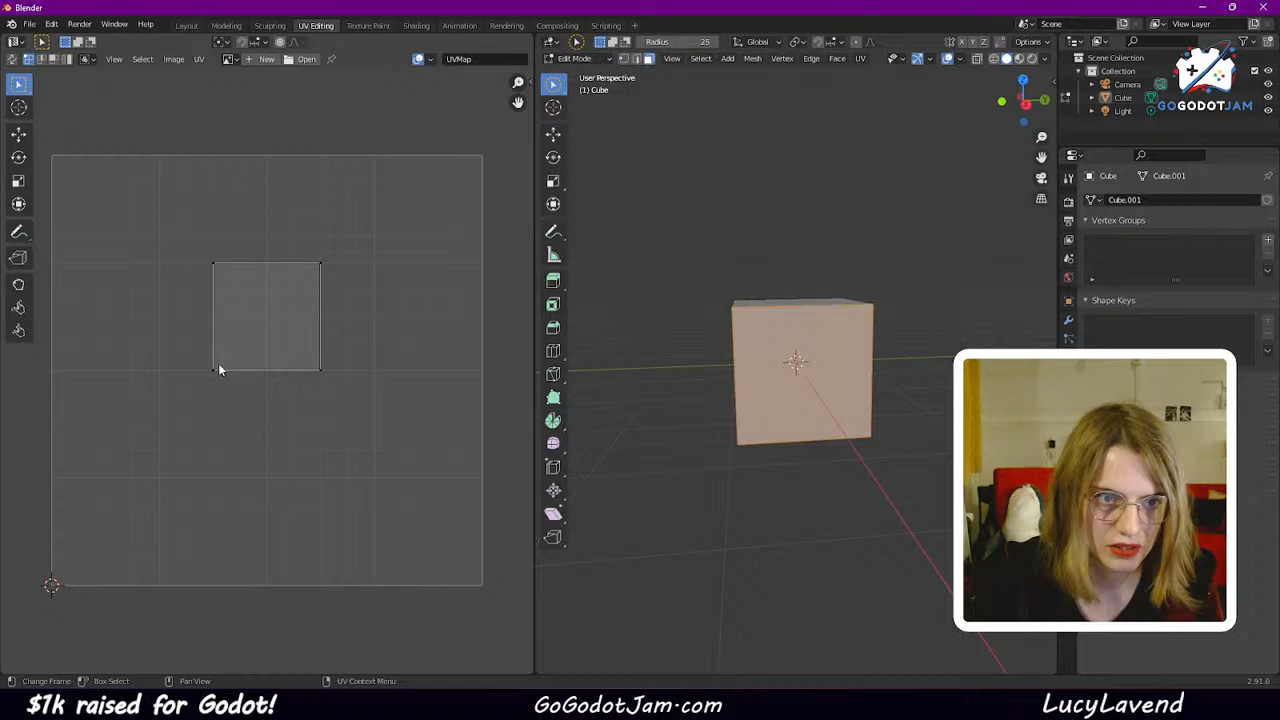 Blender
File Edit Render Window Help Layout Modeling Sculpting UV Editing Texture Paint Shading Animation Rendering Compositing Scripting + Scene View Layer
Radius 25 Global X Y Z Options
View Select Image UV New Open UVMap Edit Mode View Select Add Mesh Vertex Edge Face UV
User Perspective
(1) Cube
Scene Collection
Collection
Camera
Cube
Light
GOGODOTJAM
Cube Cube.001
Cube.001
Vertex Groups
Shape Keys
Change Frame Box Select Pan View UV Context Menu 2.91.0
$1k raised for Godot! GoGodotJam.com LucyLavend